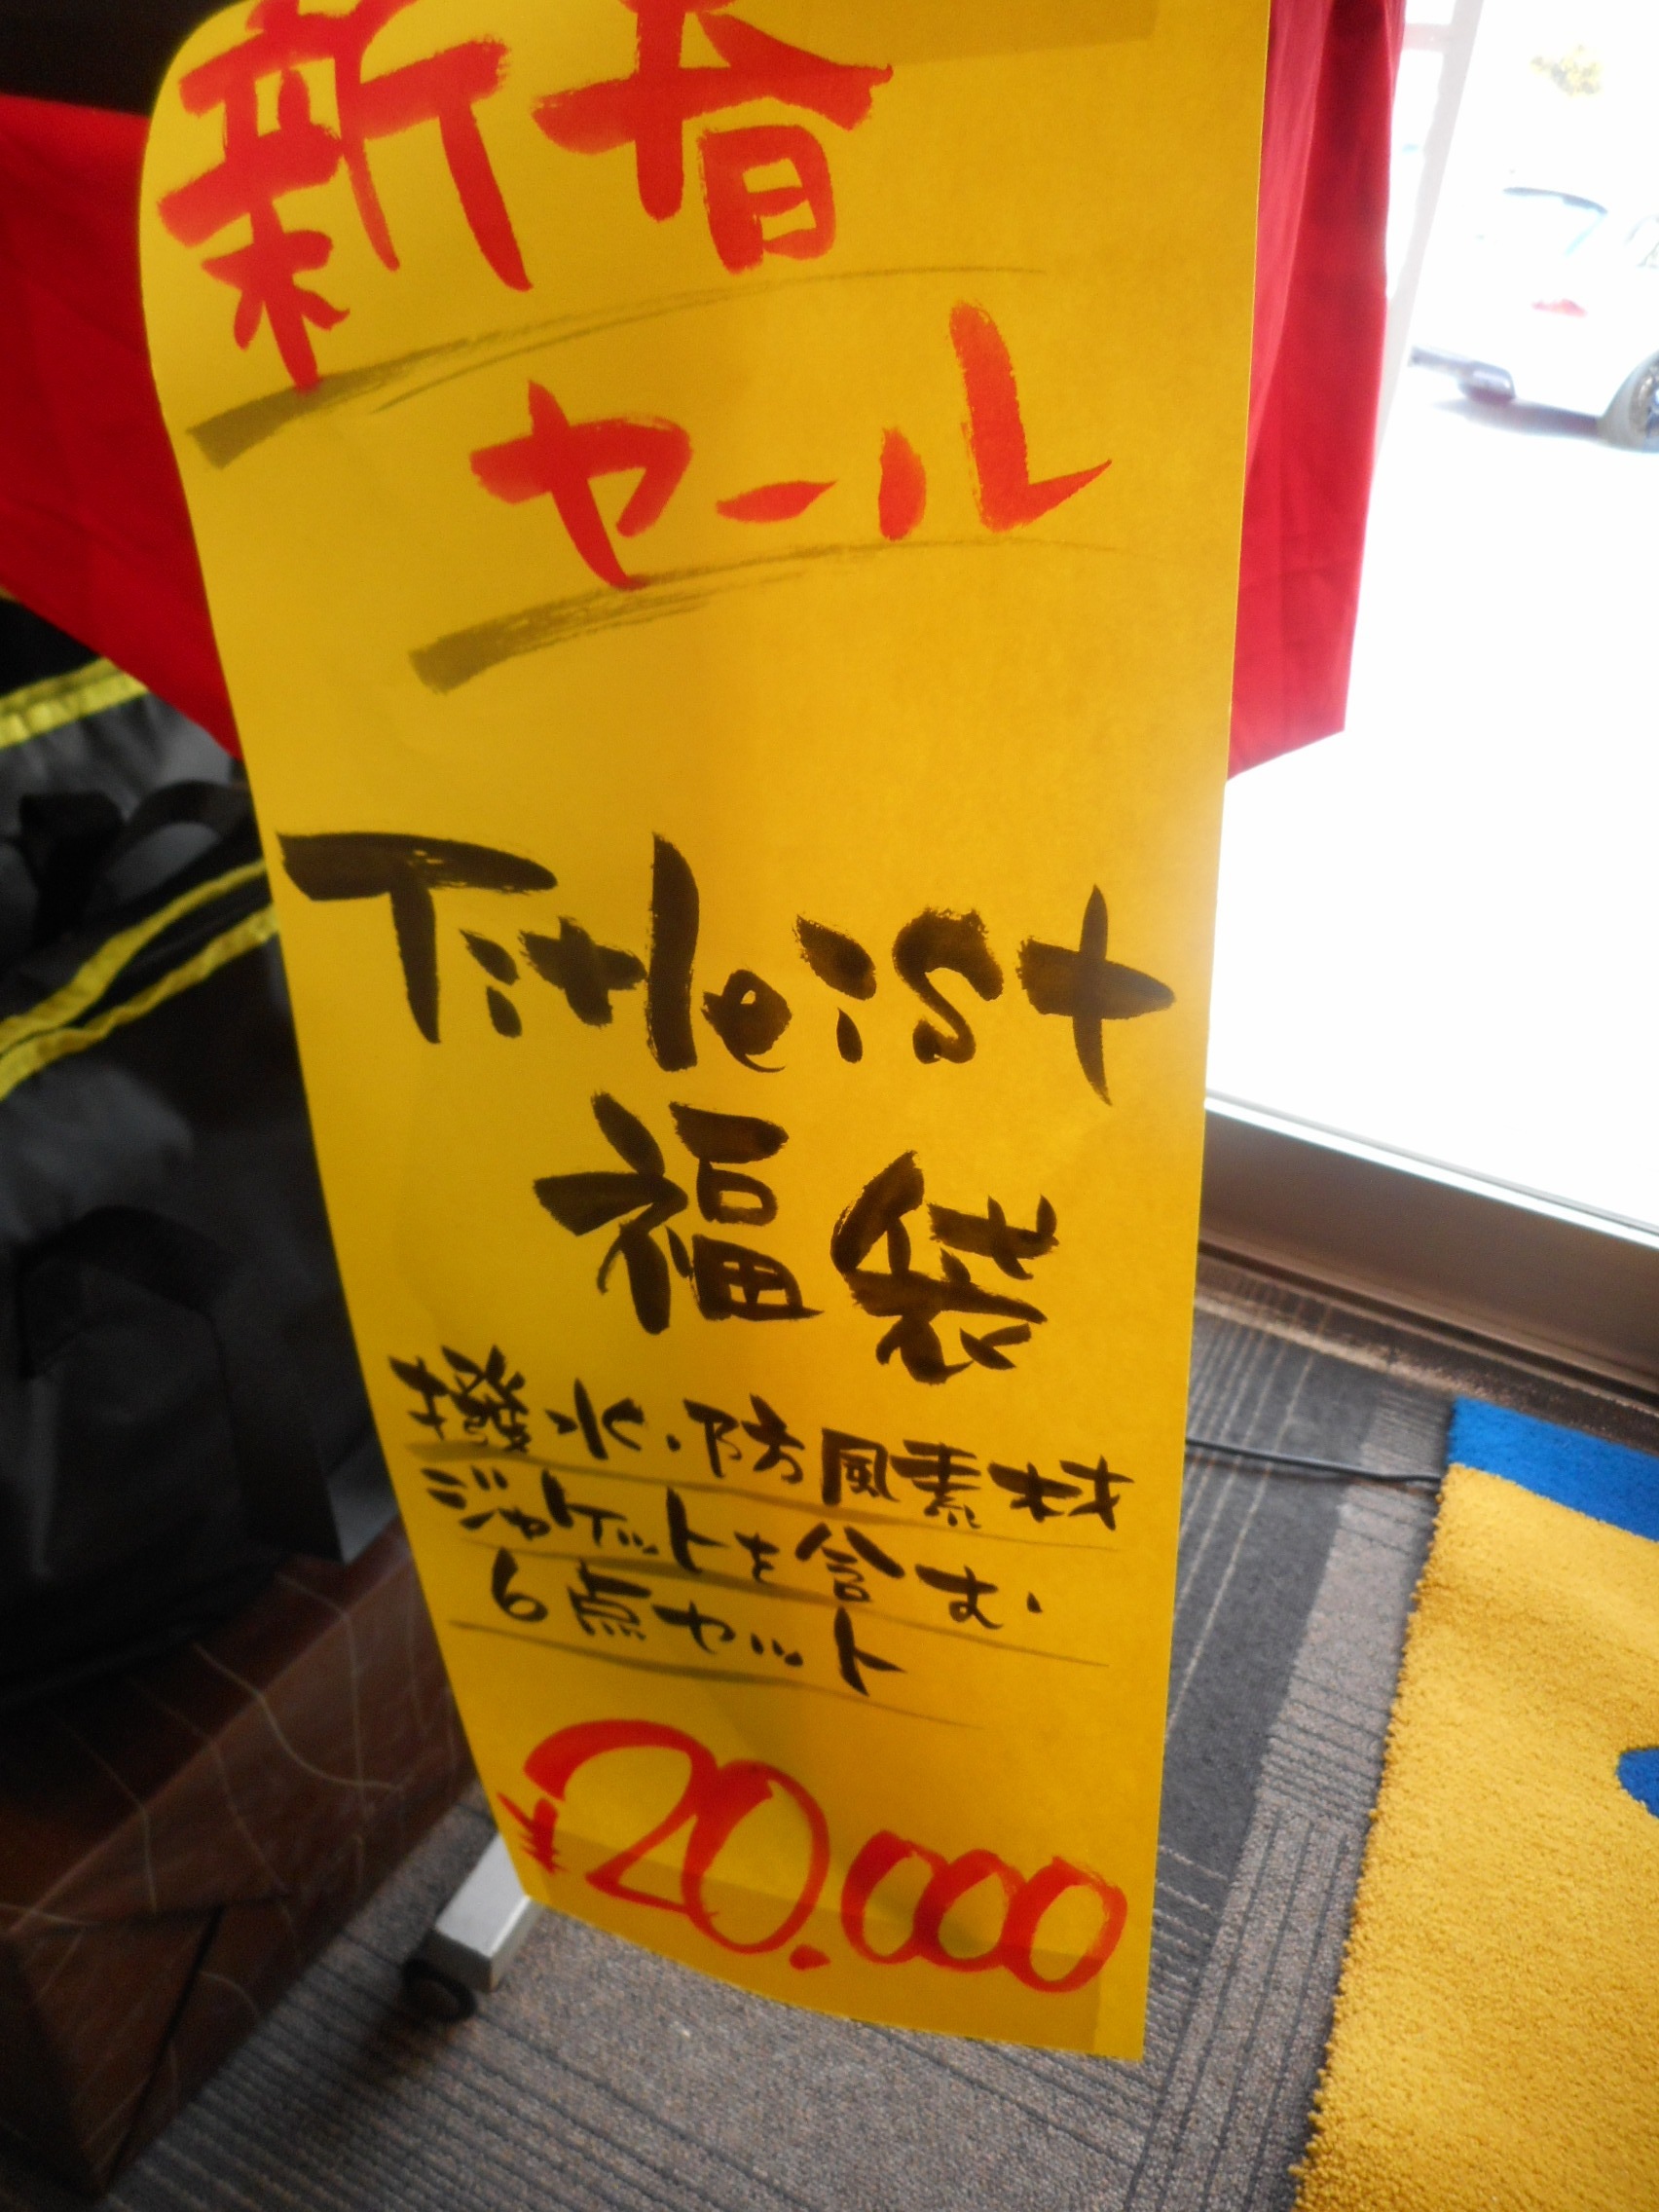 新春
セール
Titleist
福袋
撥水・防風素材
ジャケットを含む
6点セット
¥20.000